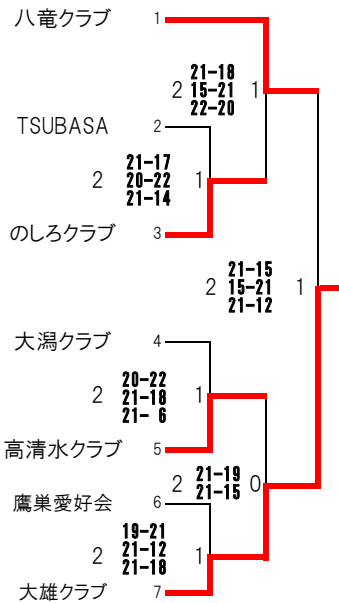 八竜クラブ 1
2 21-18 1
15-21
22-20
TSUBASA 2
2 21-17 1
20-22
21-14
のしろクラブ 3
2 21-15 1
15-21
21-12
大潟クラブ 4
2 20-22 1
21-18
21- 6
高清水クラブ 5
2 21-19 0
21-15
鷹巣愛好会 6
2 19-21 1
21-12
21-18
大雄クラブ 7